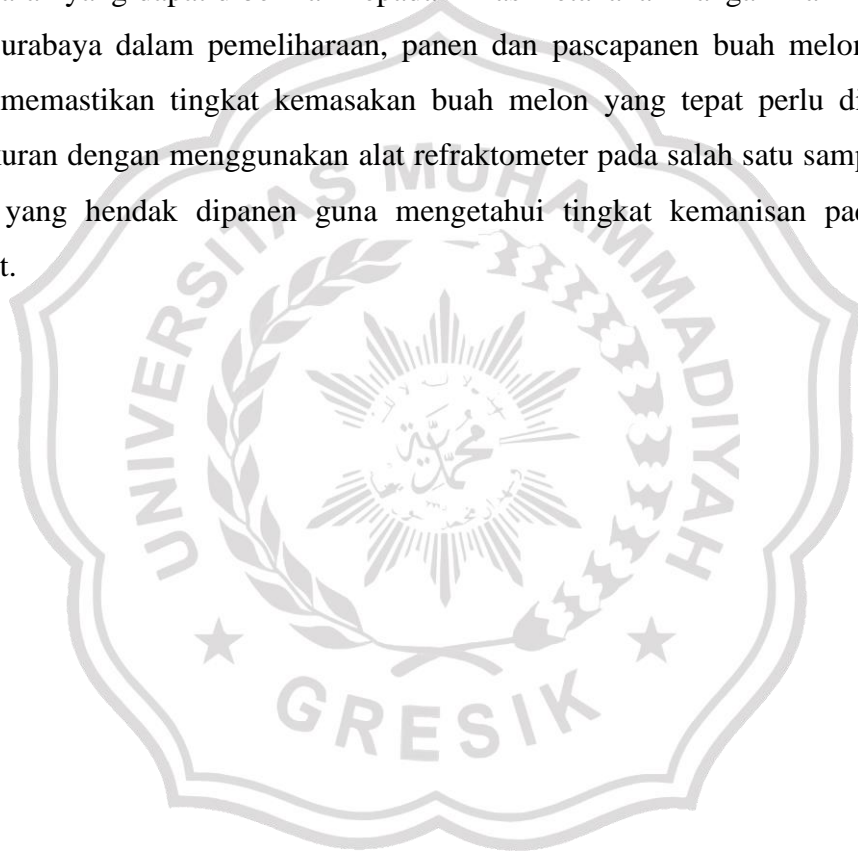 urabaya dalam pemeliharaan, panen dan pascapanen buah melon
memastikan tingkat kemasakan buah melon yang tepat perlu di
uran dengan menggunakan alat refraktometer pada salah satu samp
yang hendak dipanen guna mengetahui tingkat kemanisan pad
t.
UNIVERSITAS MUHAMMADIYAH
GRESIK